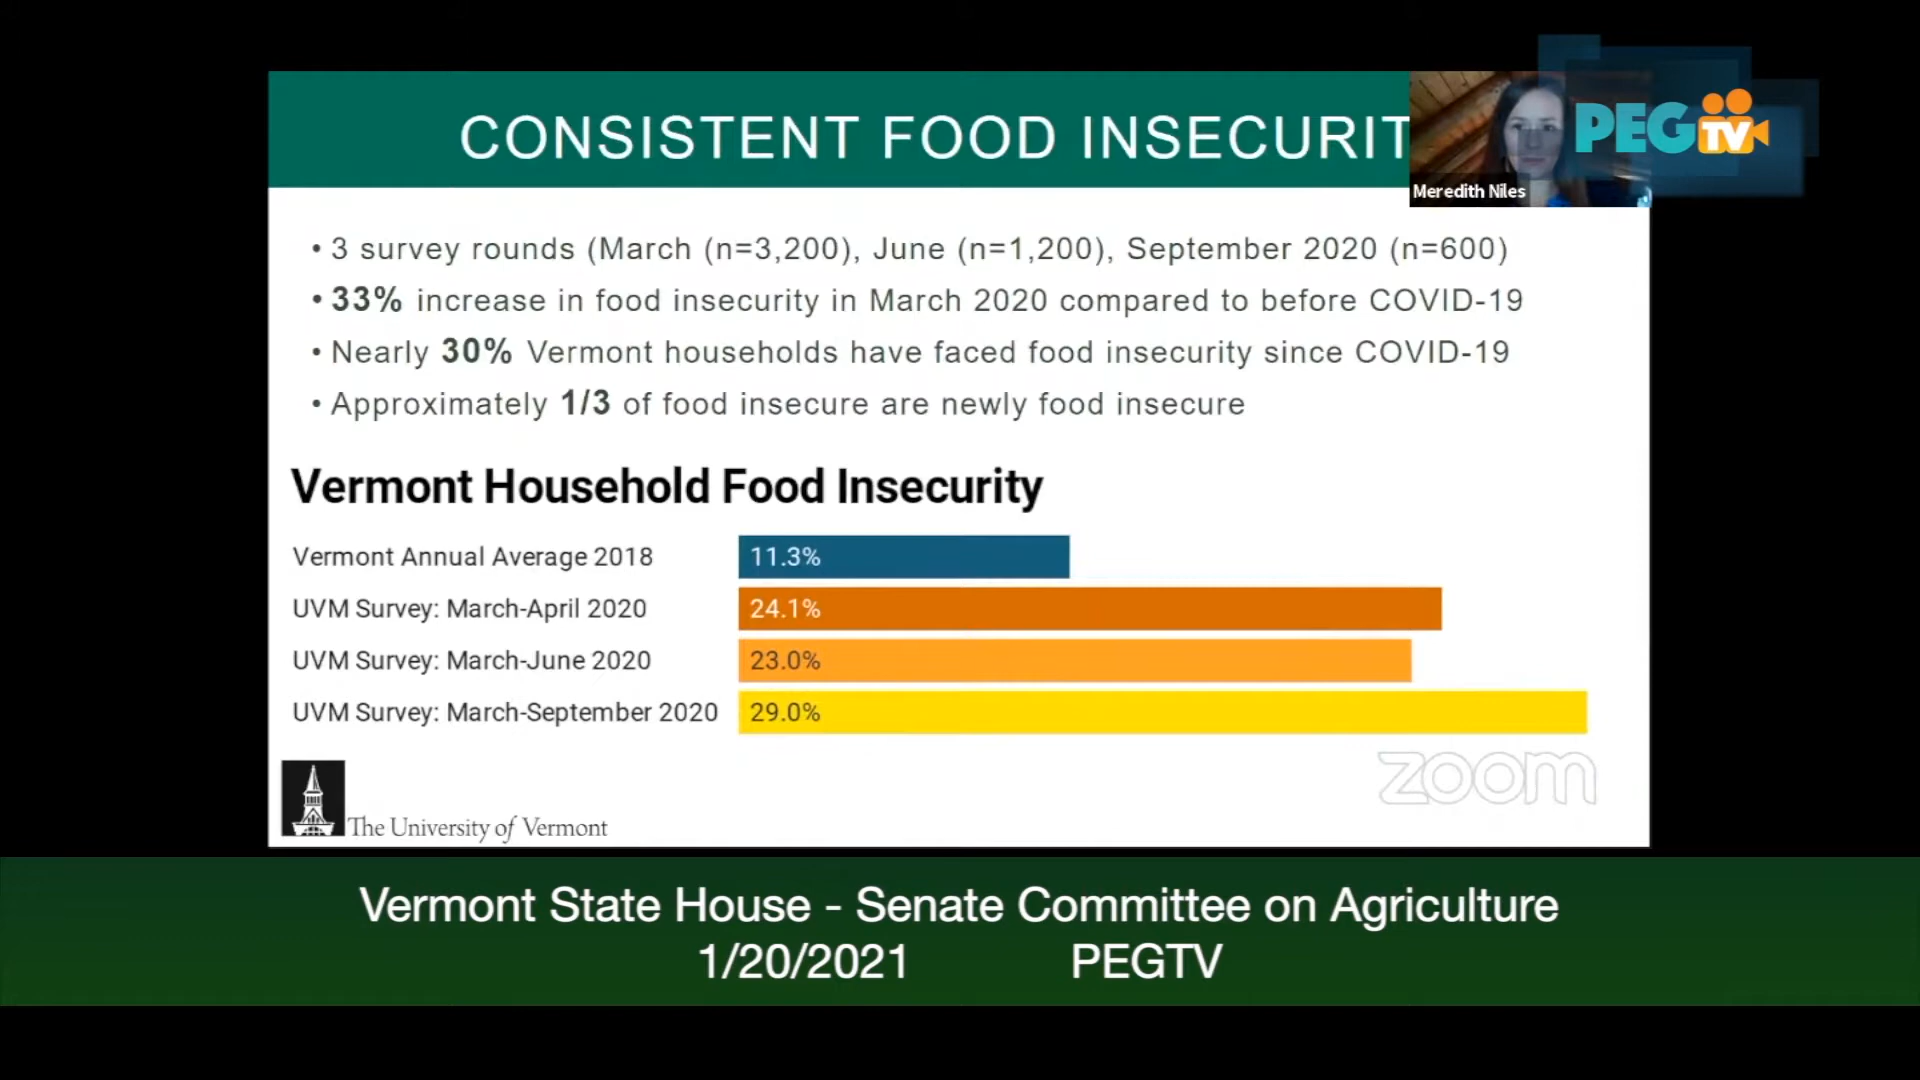 CONSISTENT FOOD INSECURIT
PEG TV
Meredith Niles
• 3 survey rounds (March (n=3,200), June (n=1,200), September 2020 (n=600)
• 33% increase in food insecurity in March 2020 compared to before COVID-19
• Nearly 30% Vermont households have faced food insecurity since COVID-19
• Approximately 1/3 of food insecure are newly food insecure
Vermont Household Food Insecurity
Vermont Annual Average 2018 11.3%
UVM Survey: March-April 2020 24.1%
UVM Survey: March-June 2020 23.0%
UVM Survey: March-September 2020 29.0%
zoom
The University of Vermont
Vermont State House - Senate Committee on Agriculture
1/20/2021 PEGTV